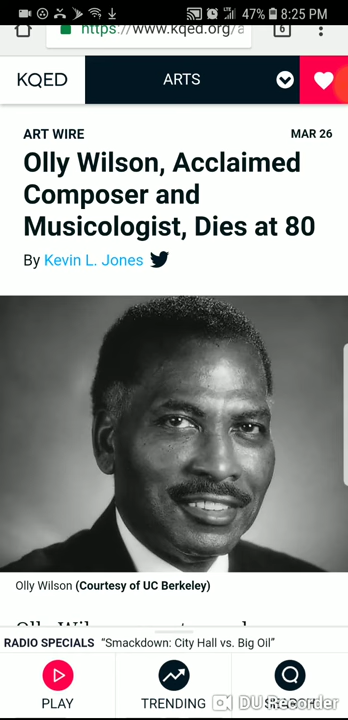 47% 8:25 PM
https://www.kqed.org/a
6
KQED ARTS
ART WIRE MAR 26
Olly Wilson, Acclaimed
Composer and
Musicologist, Dies at 80
By Kevin L. Jones
Olly Wilson (Courtesy of UC Berkeley)
RADIO SPECIALS "Smackdown: City Hall vs. Big Oil"
PLAY TRENDING SEARCH
DU Recorder